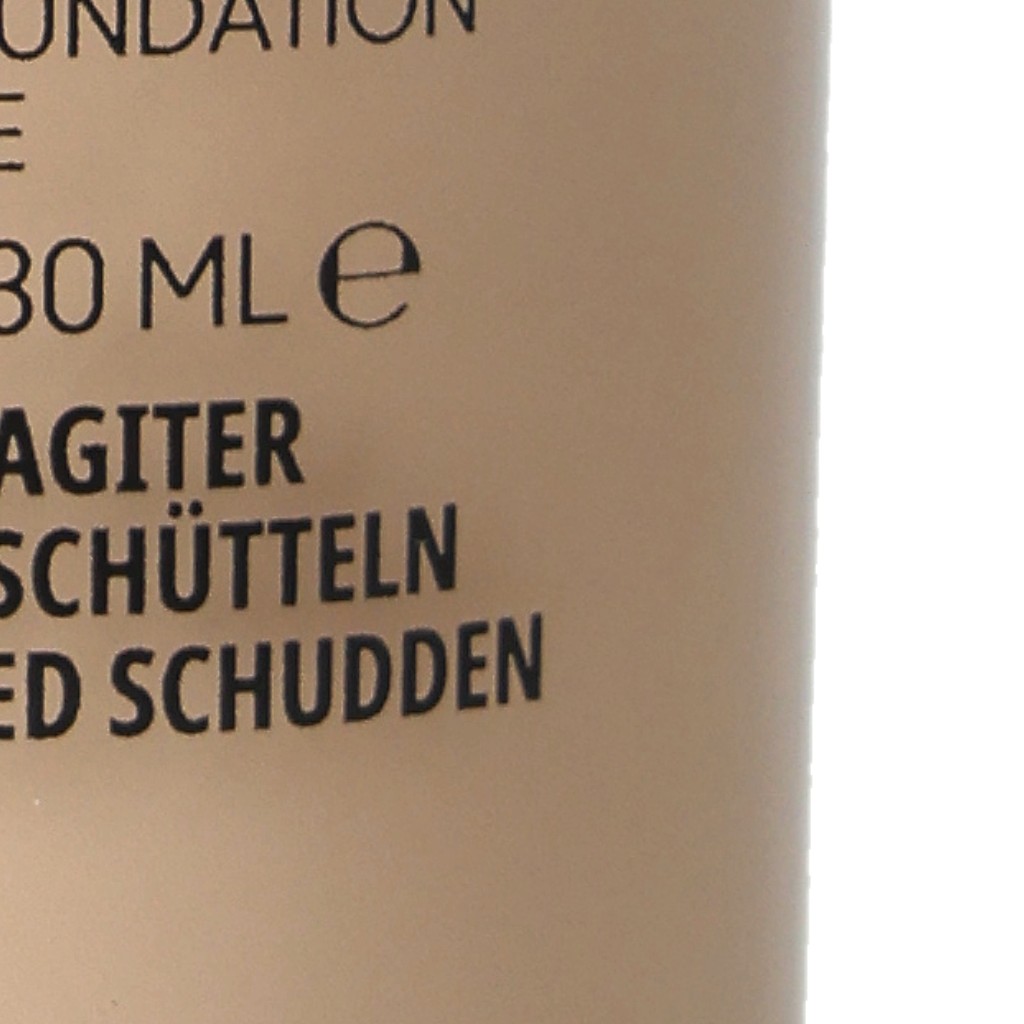 UNDATION
E
30 ML ℮
AGITER
SCHÜTTELN
ED SCHUDDEN